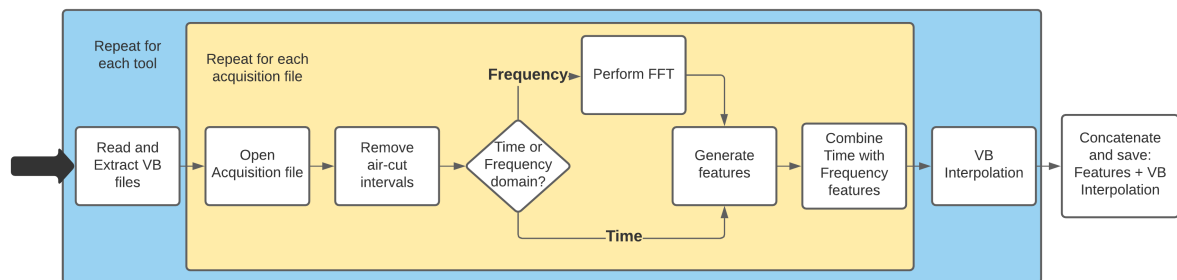 Repeat for
each tool
Repeat for each
acquisition file
Read and
Extract VB
files
Open
Acquisition file
Remove
air-cut
intervals
Time or
Frequency
domain?
Frequency
Perform FFT
Time
Generate
features
Combine
Time with
Frequency
features
VB
Interpolation
Concatenate
and save:
Features + VB
Interpolation